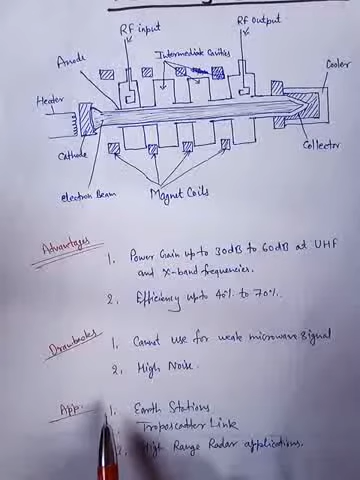 RF input
RF Output
Intermediate Cavities
Anode
Cooler
Heater
Cathode
Collector
electron Beam
Magnet Coils
Advantages
1. Power Gain upto 30dB to 60dB at UHF
and X-band frequencies.
2. Efficiency upto 40% to 70%.
Drawbacks
1. Cannot use for weak microwave signal
2. High Noise.
App.
1. Earth Stations
Troposcatter Link
High Range Radar applications.